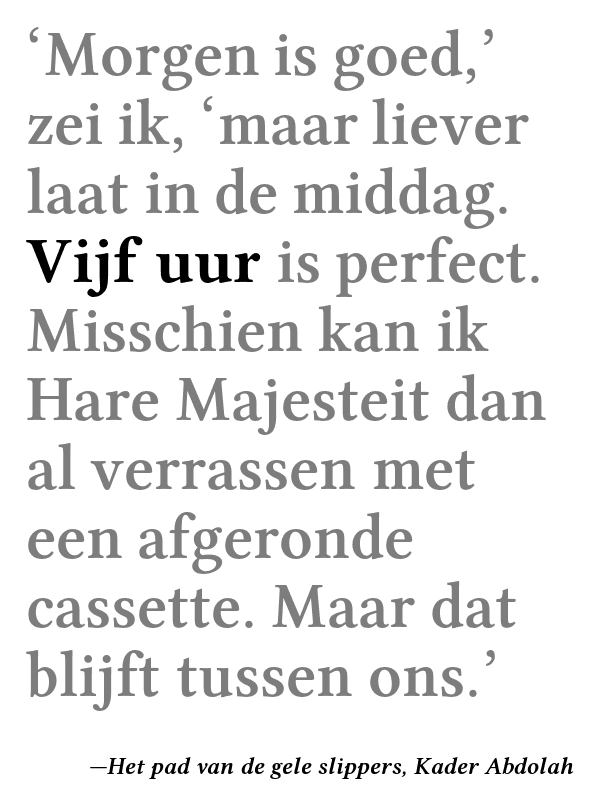 ‘Morgen is goed,’
zei ik, ‘maar liever
laat in de middag.
Vijf uur is perfect.
Misschien kan ik
Hare Majesteit dan
al verrassen met
een afgeronde
cassette. Maar dat
blijft tussen ons.’
—Het pad van de gele slippers, Kader Abdolah